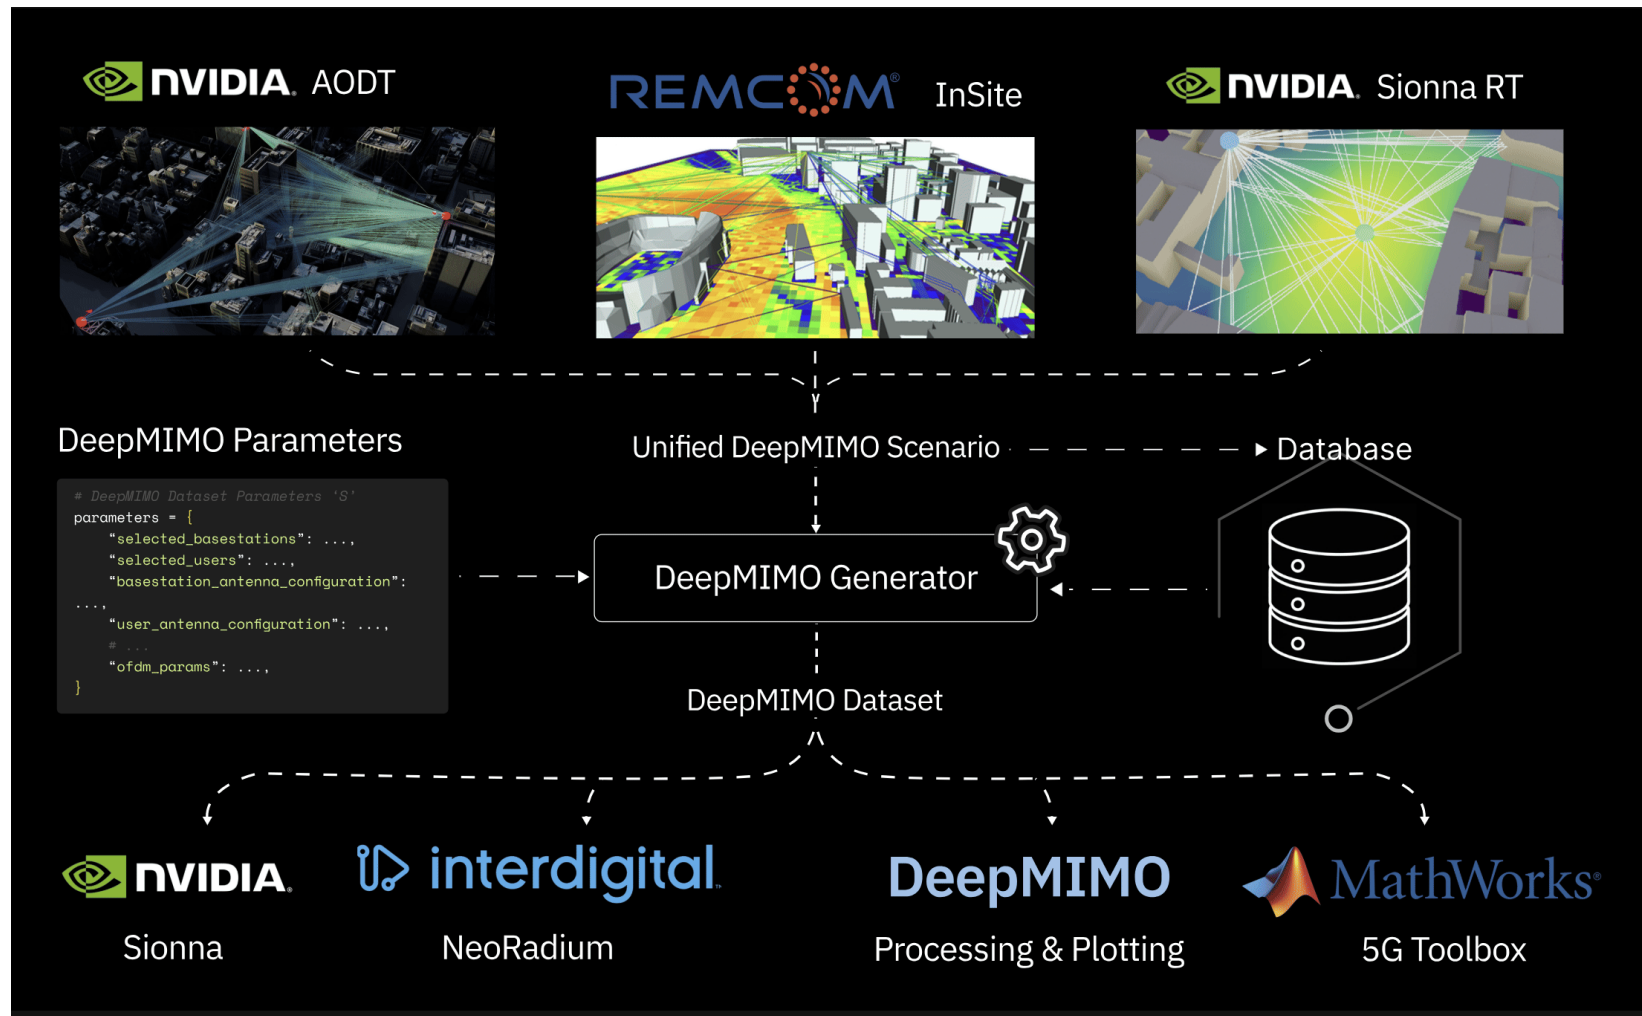 NVIDIA. AODT
REMCOM® InSite
NVIDIA. Sionna RT
DeepMIMO Parameters
# DeepMIMO Dataset Parameters ‘S’
parameters = {
“selected_basestations”: ...,
“selected_users”: ...,
“basestation_antenna_configuration”:
...,
“user_antenna_configuration”: ...,
# ...
“ofdm_params”: ...,
}
Unified DeepMIMO Scenario
Database
DeepMIMO Generator
DeepMIMO Dataset
NVIDIA.
Sionna
interdigital™
NeoRadium
DeepMIMO
Processing & Plotting
MathWorks®
5G Toolbox